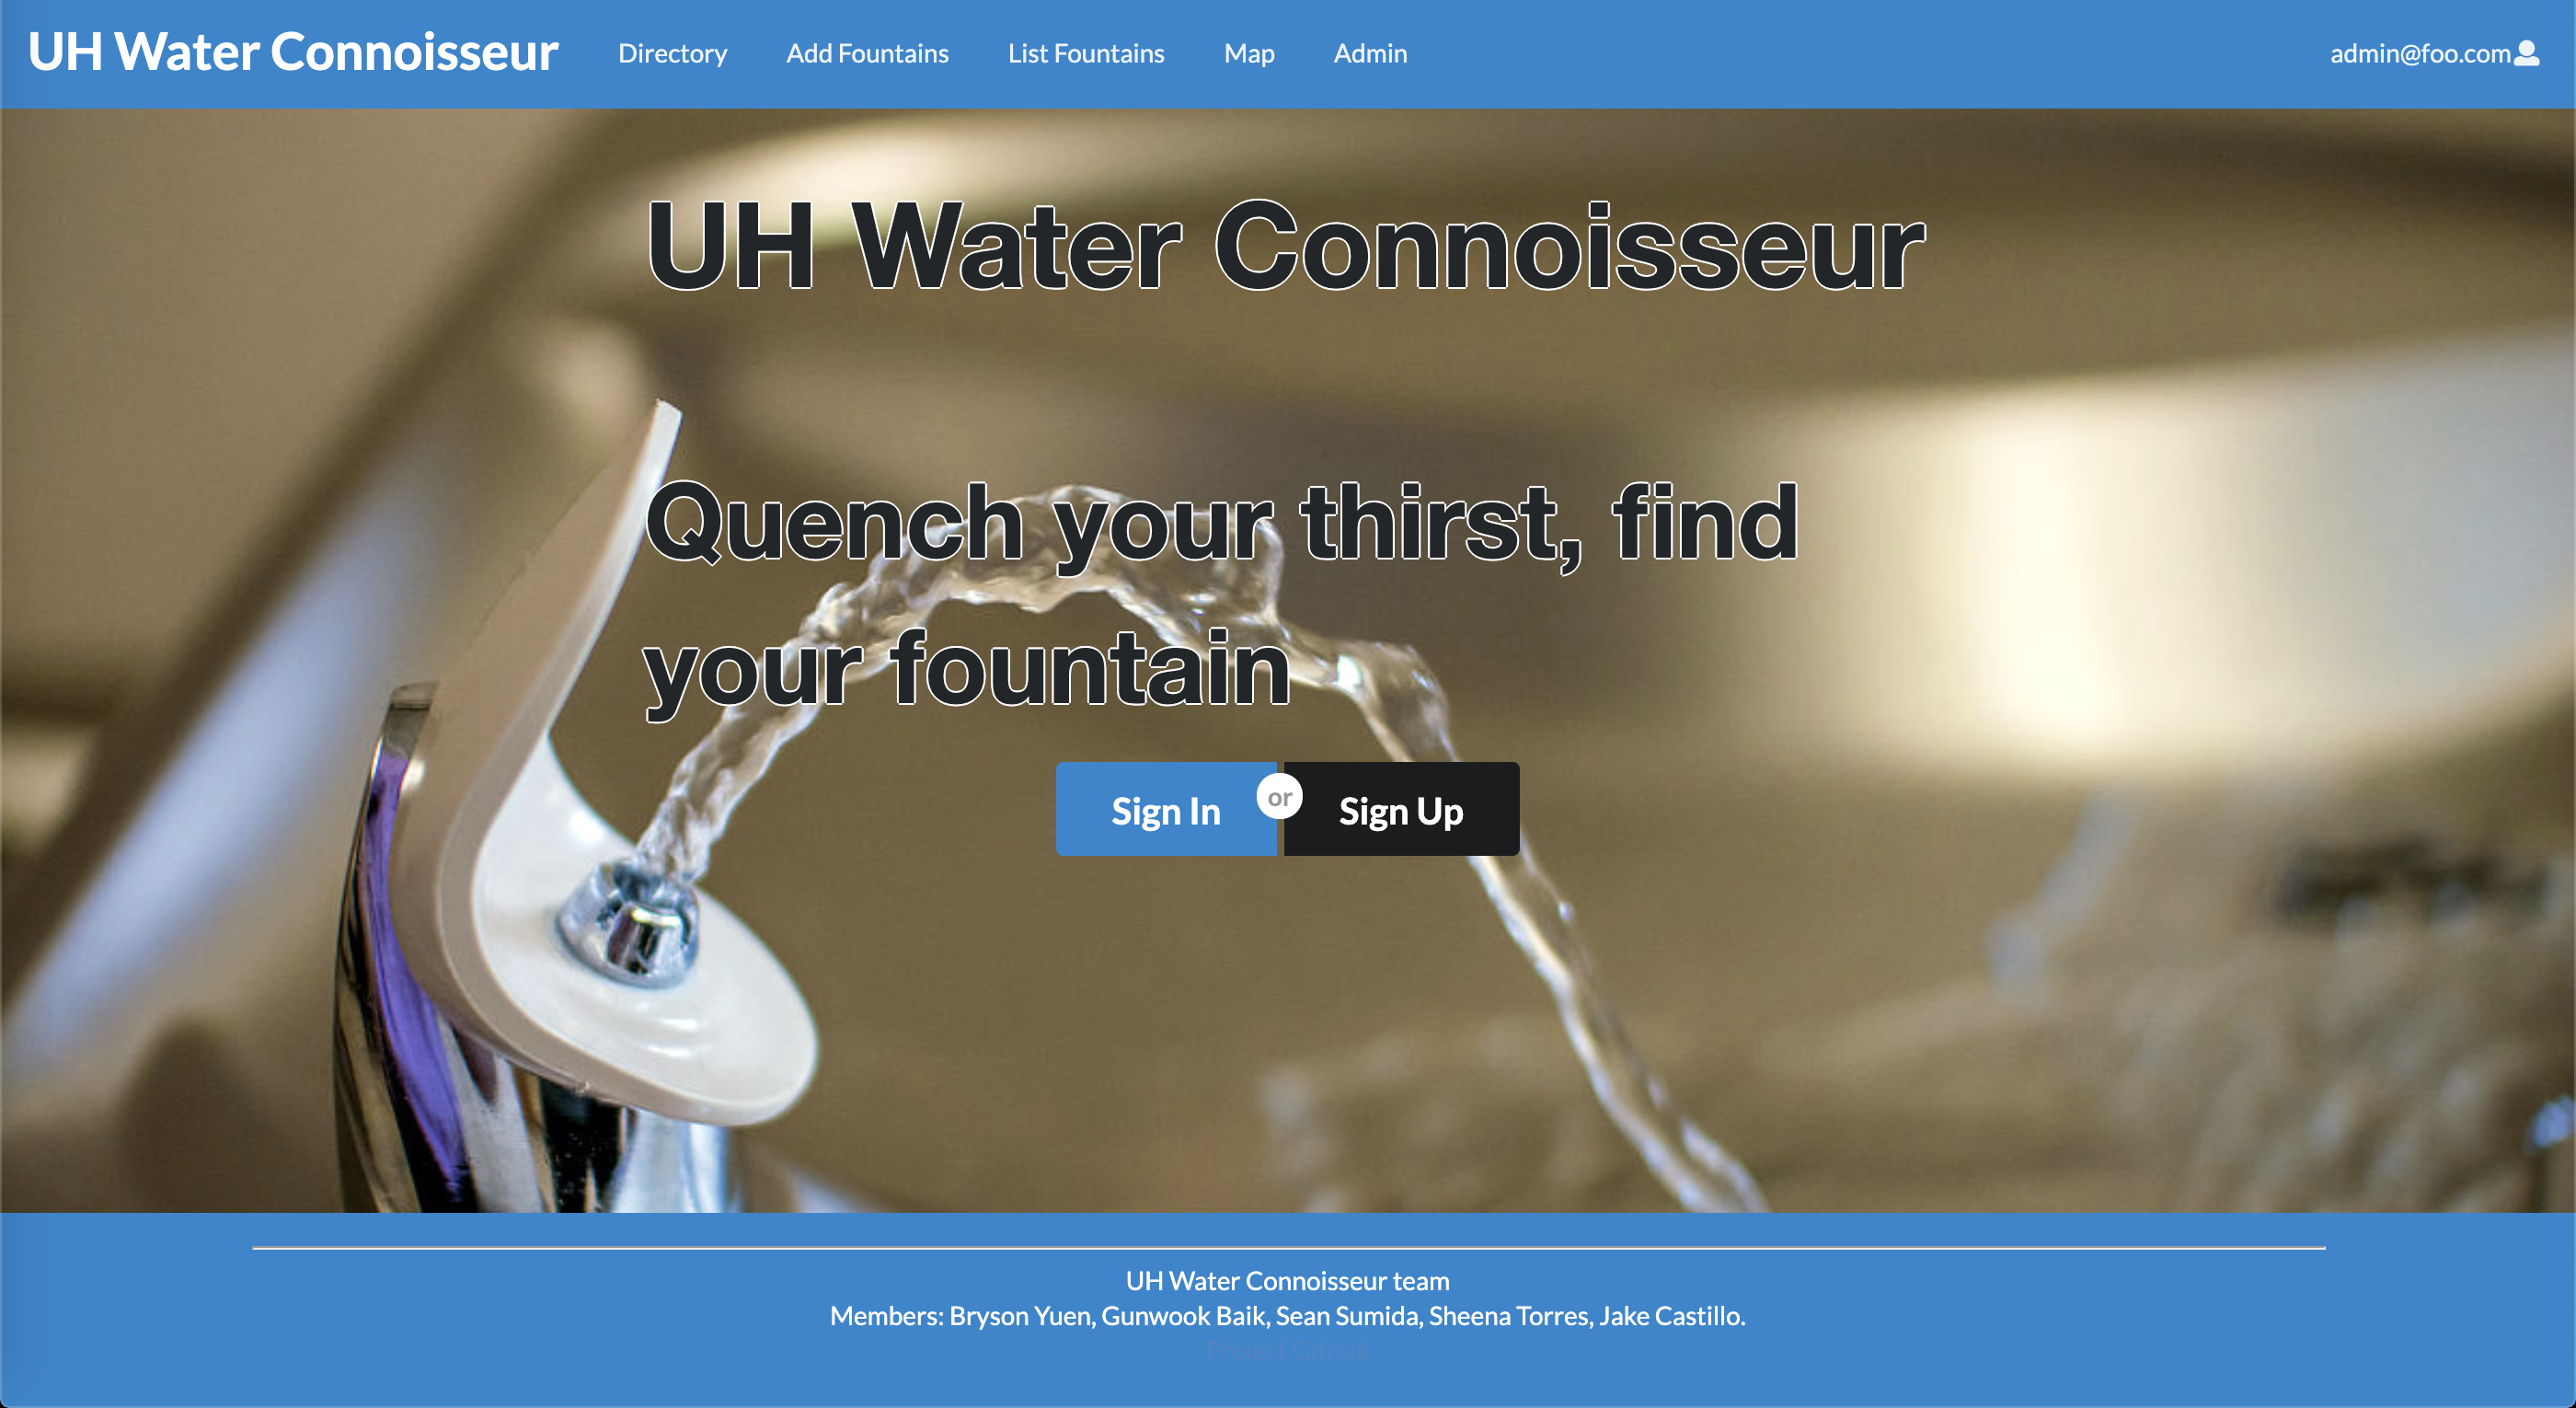 UH Water Connoisseur Directory Add Fountains List Fountains Map Admin admin@foo.com
UH Water Connoisseur
Quench your thirst, find
your fountain
Sign In or Sign Up
UH Water Connoisseur team
Members: Bryson Yuen, Gunwook Baik, Sean Sumida, Sheena Torres, Jake Castillo.
Project Github